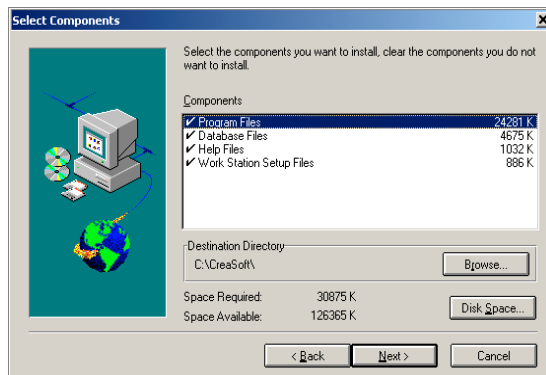 Select Components
Select the components you want to install, clear the components you do not
want to install.
Components
✔ Program Files 24281 K
✔ Database Files 4675 K
✔ Help Files 1032 K
✔ Work Station Setup Files 886 K
Destination Directory
C:\CreaSoft\
Browse...
Space Required: 30875 K
Space Available: 126365 K
Disk Space...
< Back Next > Cancel